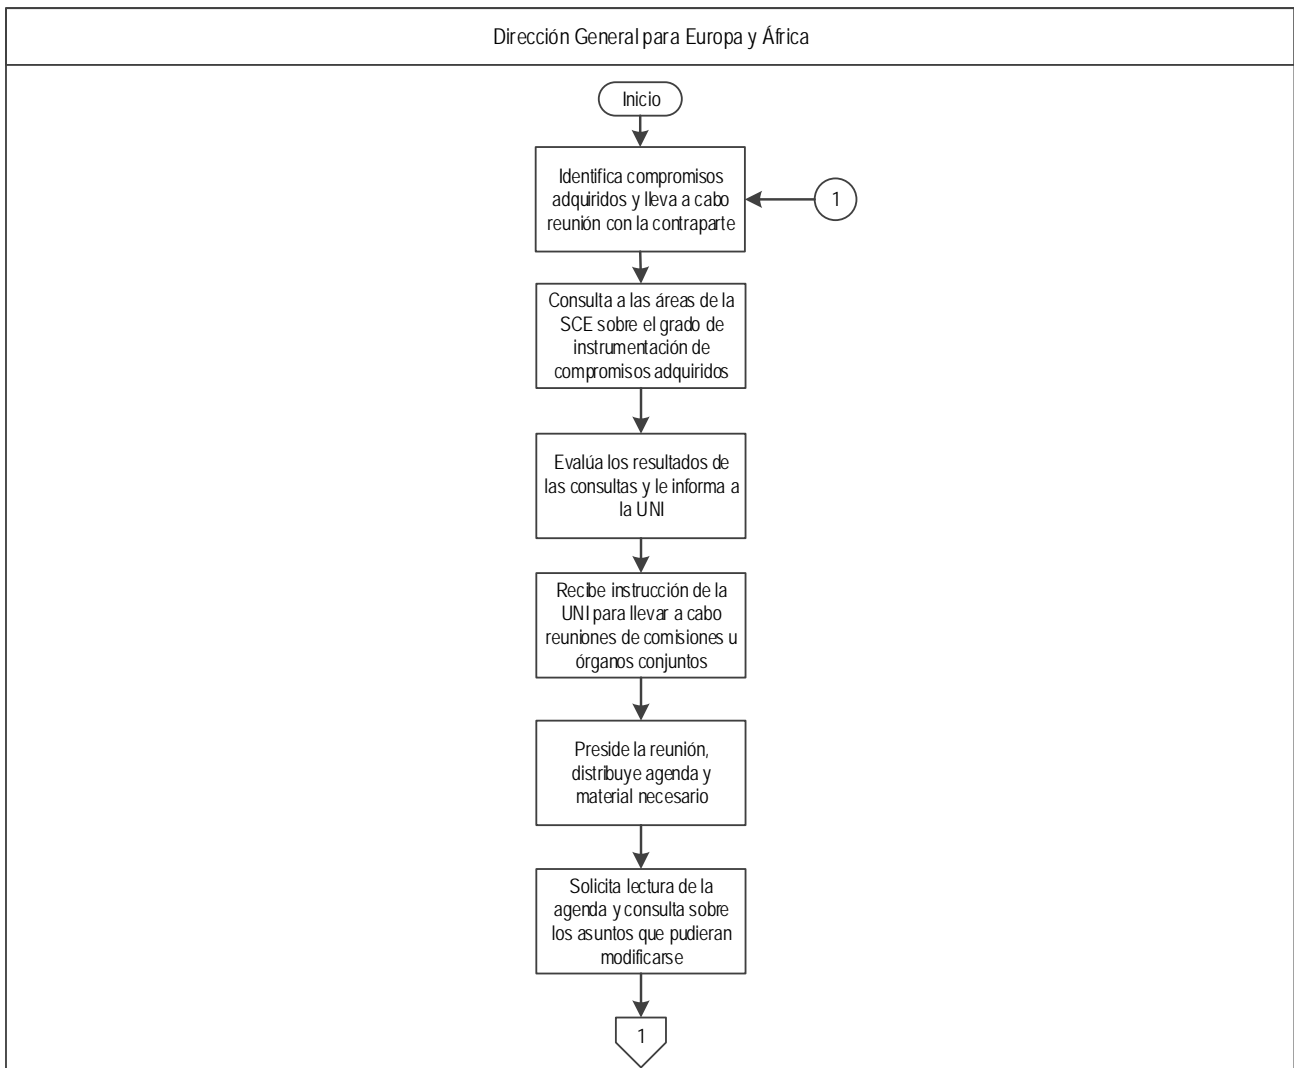 Dirección General para Europa y África
Inicio
Identifica compromisos
adquiridos y lleva a cabo
reunión con la contraparte
1
Consulta a las áreas de la
SCE sobre el grado de
instrumentación de
compromisos adquiridos
Evalúa los resultados de
las consultas y le informa a
la UNI
Recibe instrucción de la
UNI para llevar a cabo
reuniones de comisiones u
órganos conjuntos
Preside la reunión,
distribuye agenda y
material necesario
Solicita lectura de la
agenda y consulta sobre
los asuntos que pudieran
modificarse
1